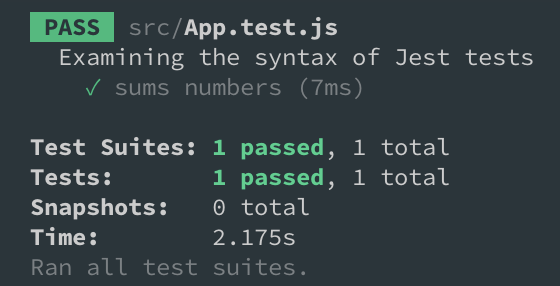 PASS src/App.test.js
Examining the syntax of Jest tests
✓ sums numbers (7ms)
Test Suites: 1 passed, 1 total
Tests: 1 passed, 1 total
Snapshots: 0 total
Time: 2.175s
Ran all test suites.